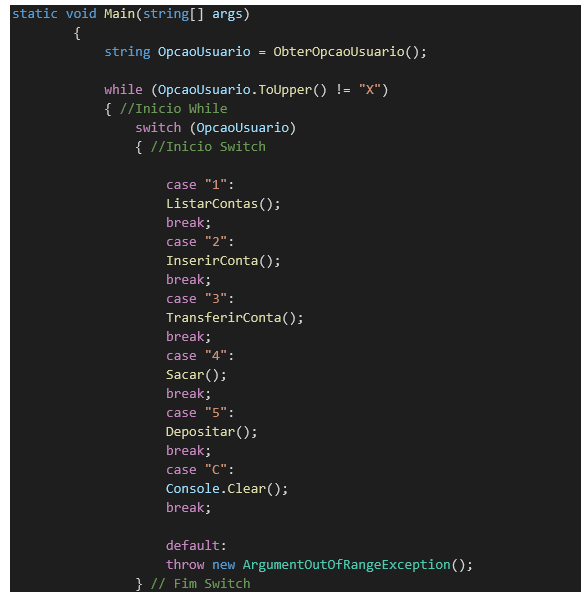 static void Main(string[] args)
{
string OpcaoUsuario = ObterOpcaoUsuario();
while (OpcaoUsuario.ToUpper() != "X")
{ //Inicio While
switch (OpcaoUsuario)
{ //Inicio Switch
case "1":
ListarContas();
break;
case "2":
InserirConta();
break;
case "3":
TransferirConta();
break;
case "4":
Sacar();
break;
case "5":
Depositar();
break;
case "C":
Console.Clear();
break;
default:
throw new ArgumentOutOfRangeException();
} // Fim Switch